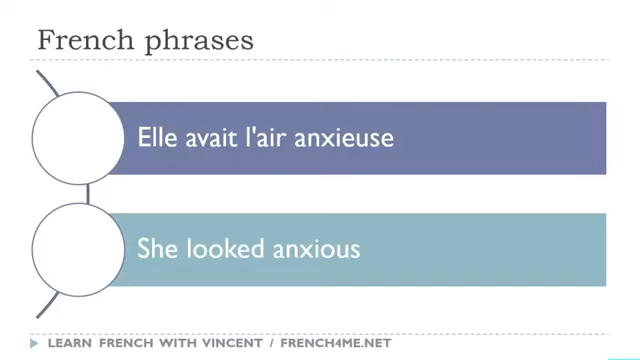 French phrases
Elle avait l'air anxieuse
She looked anxious
LEARN FRENCH WITH VINCENT / FRENCH4ME.NET